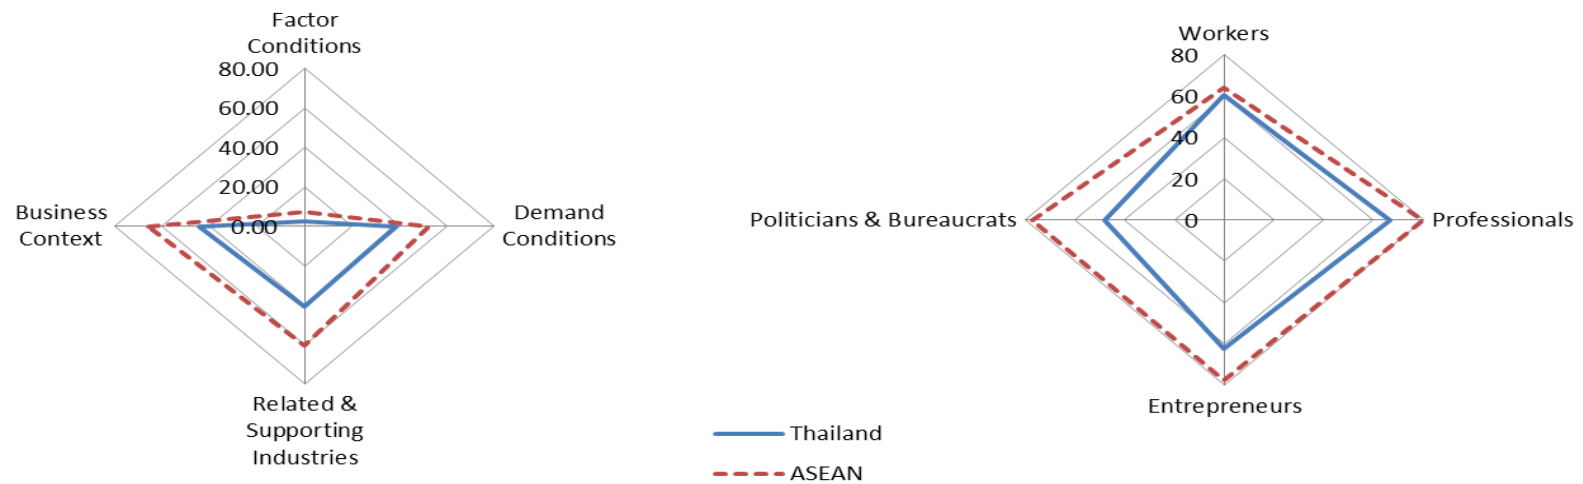 Factor
Conditions
80.00
60.00
40.00
20.00
0.00
Business
Context
Demand
Conditions
Related &
Supporting
Industries
Workers
80
60
40
20
0
Politicians & Bureaucrats
Professionals
Entrepreneurs
Thailand
ASEAN